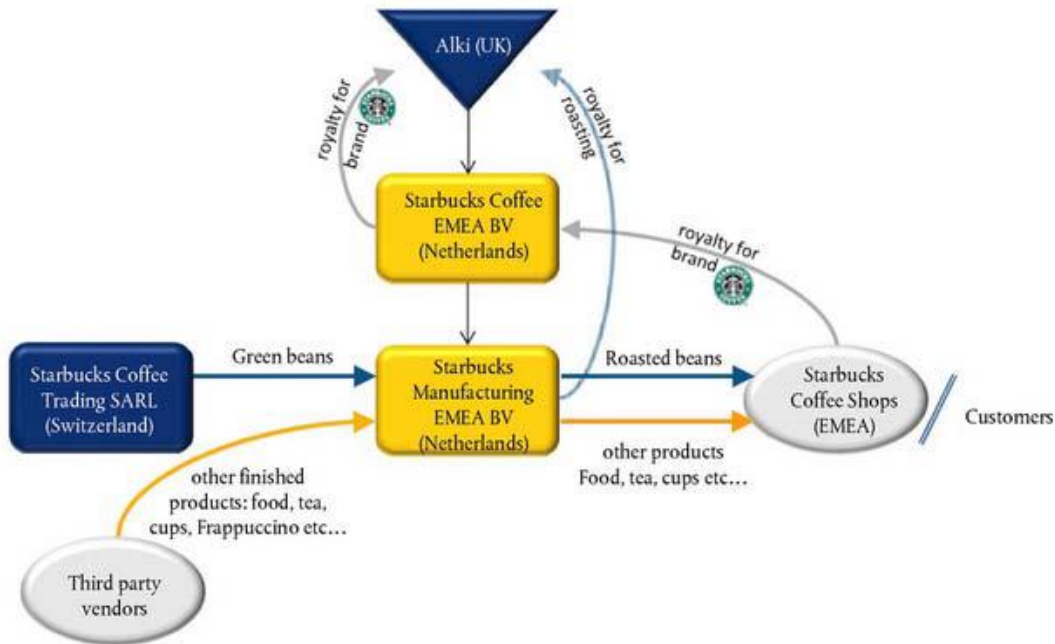 Alki (UK)
royalty for
brand
royalty for
roasting
Starbucks Coffee
EMEA BV
(Netherlands)
royalty for
brand
Green beans
Roasted beans
Starbucks Coffee
Trading SARL
(Switzerland)
Starbucks
Manufacturing
EMEA BV
(Netherlands)
Starbucks
Coffee Shops
(EMEA)
Customers
other finished
products: food, tea,
cups, Frappuccino etc...
other products
Food, tea, cups etc...
Third party
vendors